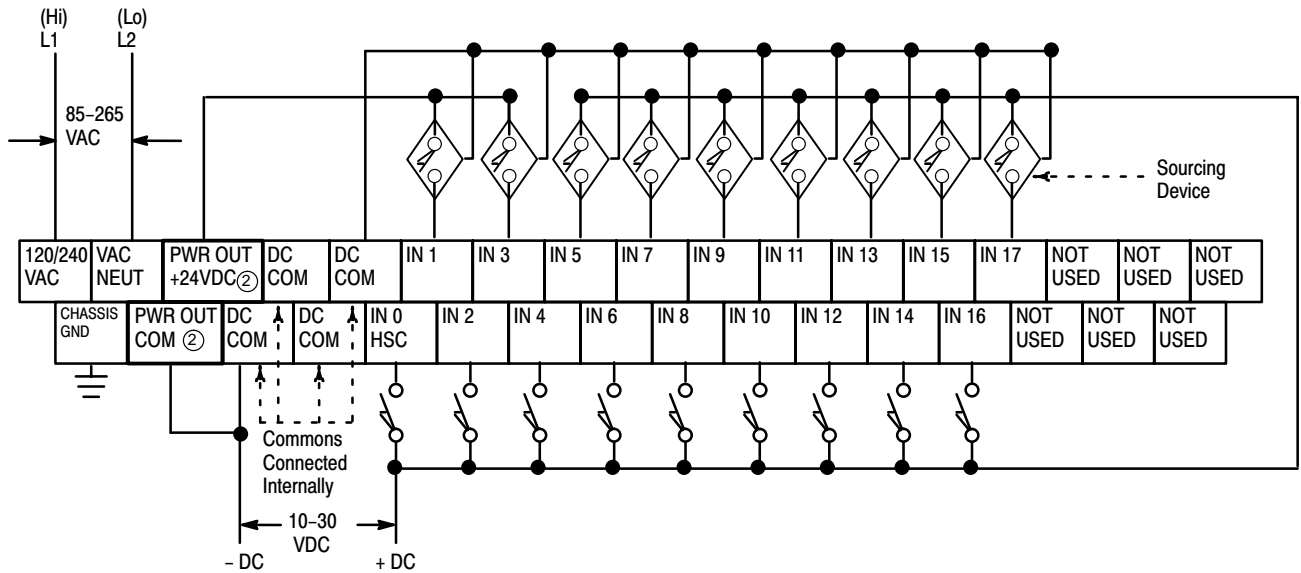 (Hi)
L1
(Lo)
L2
85–265
VAC
Sourcing
Device
120/240
VAC
VAC
NEUT
PWR OUT
+24VDC②
DC
COM
DC
COM
IN 1
IN 3
IN 5
IN 7
IN 9
IN 11
IN 13
IN 15
IN 17
NOT
USED
NOT
USED
NOT
USED
CHASSIS
GND
PWR OUT
COM ②
DC
COM
DC
COM
IN 0
HSC
IN 2
IN 4
IN 6
IN 8
IN 10
IN 12
IN 14
IN 16
NOT
USED
NOT
USED
NOT
USED
Commons
Connected
Internally
10–30
VDC
– DC
+ DC